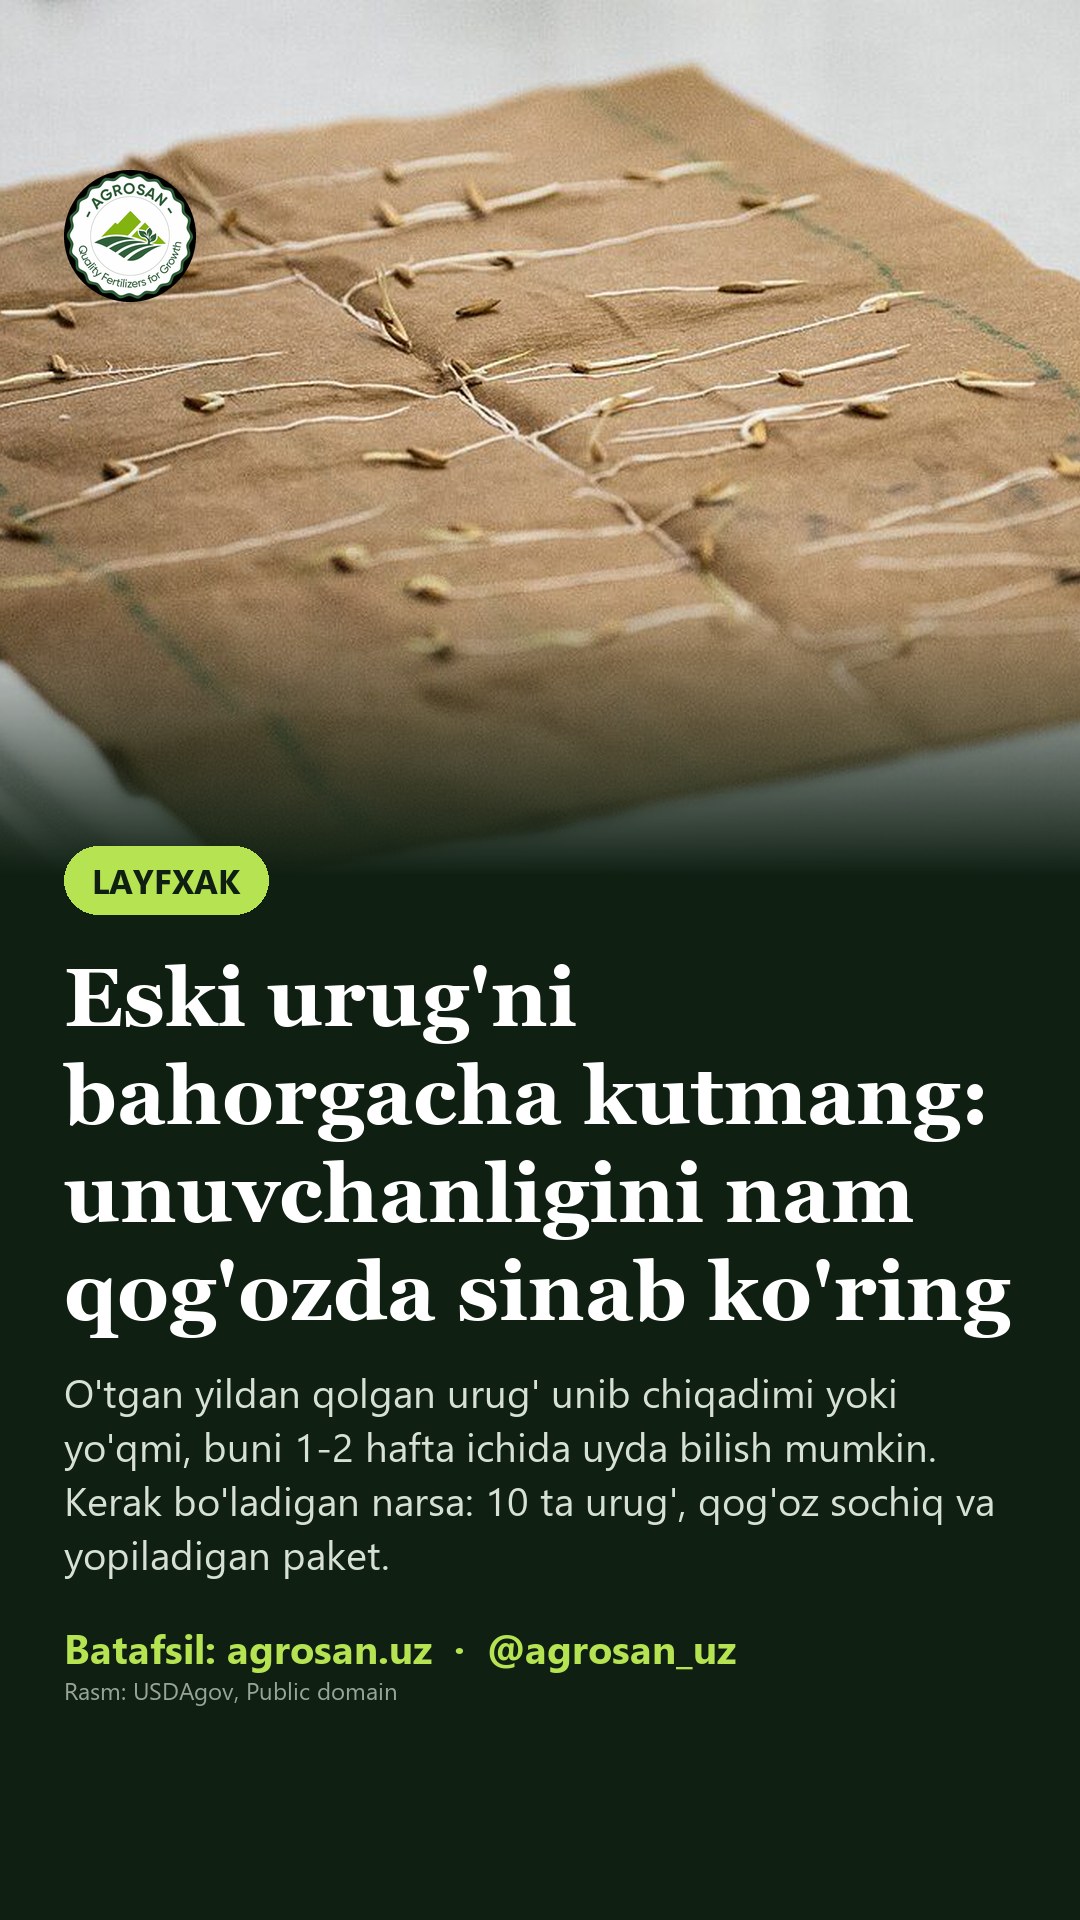 - AGROSAN -
Quality Fertilizers for Growth
LAYFXAK
Eski urug'ni
bahorgacha kutmang:
unuvchanligini nam
qog'ozda sinab ko'ring
O'tgan yildan qolgan urug' unib chiqadimi yoki
yo'qmi, buni 1-2 hafta ichida uyda bilish mumkin.
Kerak bo'ladigan narsa: 10 ta urug', qog'oz sochiq va
yopiladigan paket.
Batafsil: agrosan.uz · @agrosan_uz
Rasm: USDAgov, Public domain